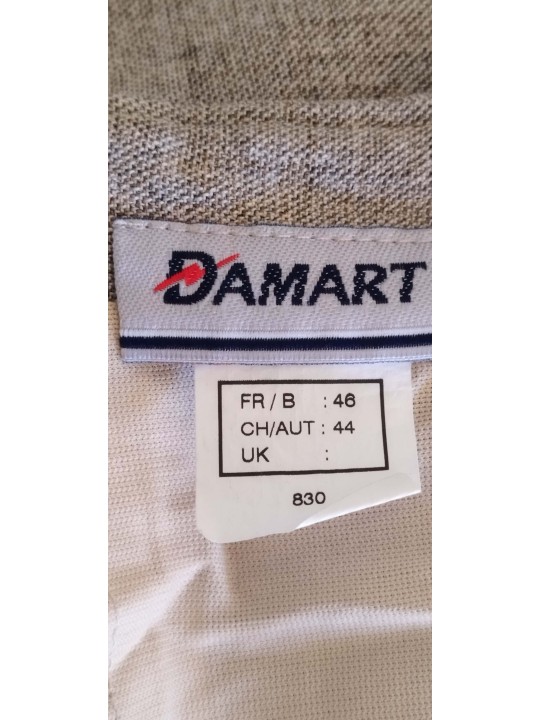 DAMART
FR / B : 46
CH/AUT : 44
UK :
830